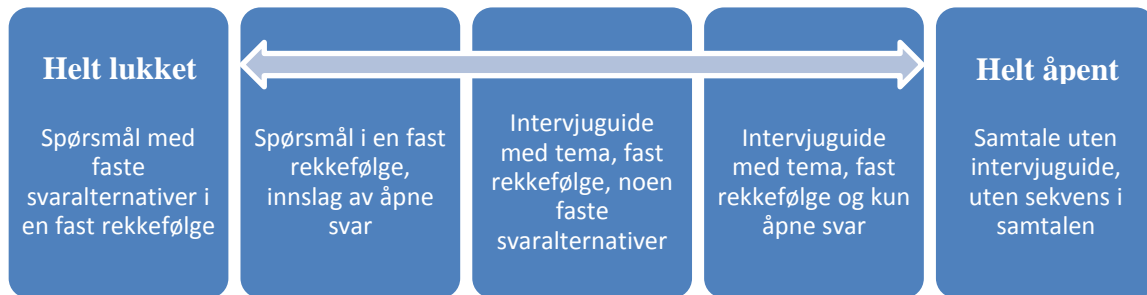 Helt lukket
Spørsmål med
faste
svaralternativer i
en fast rekkefølge
Spørsmål i en fast
rekkefølge,
innslag av åpne
svar
Intervjuguide
med tema, fast
rekkefølge, noen
faste
svaralternativer
Intervjuguide
med tema, fast
rekkefølge og kun
åpne svar
Helt åpent
Samtale uten
intervjuguide,
uten sekvens i
samtalen